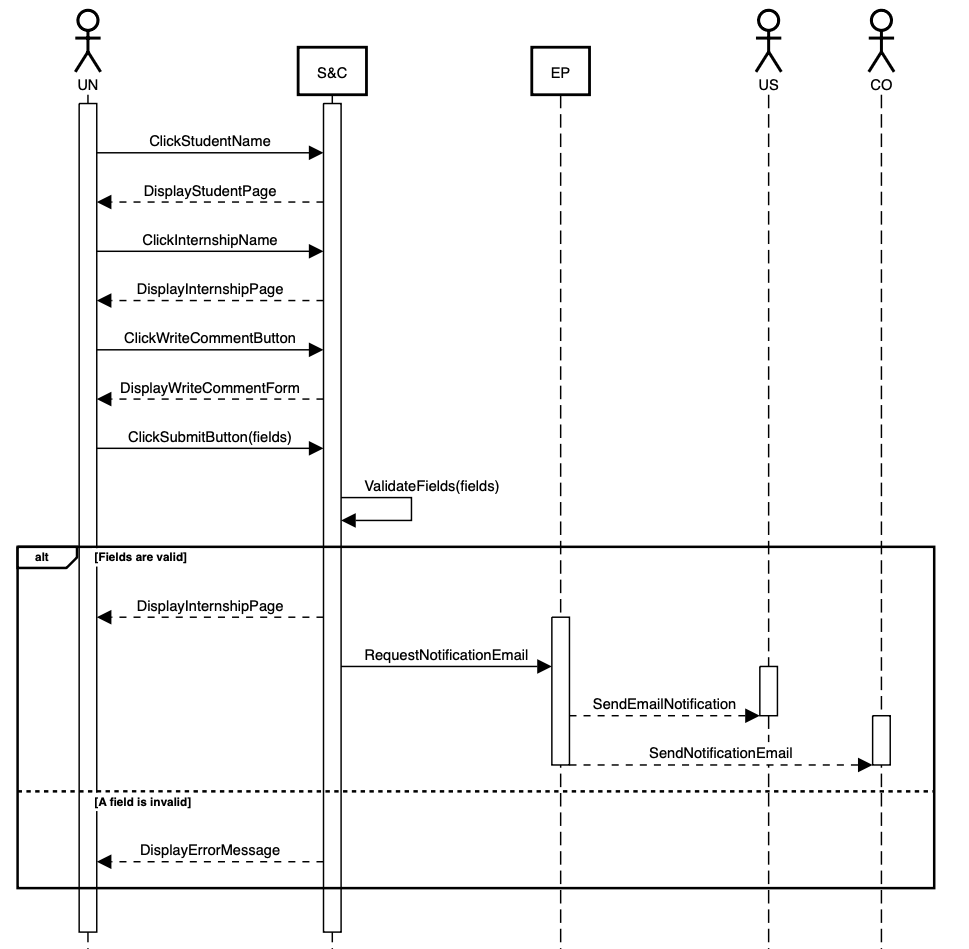 UN
S&C
EP
US
CO
ClickStudentName
DisplayStudentPage
ClickInternshipName
DisplayInternshipPage
ClickWriteCommentButton
DisplayWriteCommentForm
ClickSubmitButton(fields)
ValidateFields(fields)
alt
[Fields are valid]
DisplayInternshipPage
RequestNotificationEmail
SendEmailNotification
SendNotificationEmail
[A field is invalid]
DisplayErrorMessage